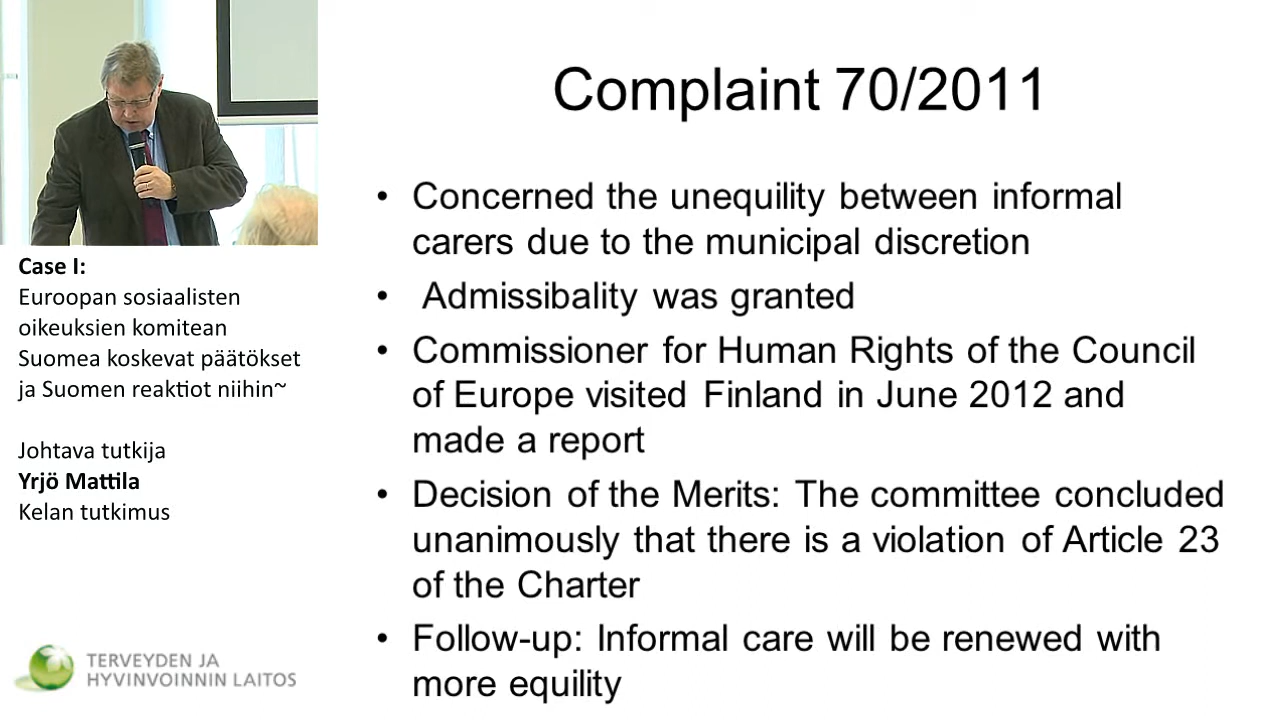 Complaint 70/2011
• Concerned the unequility between informal
carers due to the municipal discretion
• Admissibality was granted
• Commissioner for Human Rights of the Council
of Europe visited Finland in June 2012 and
made a report
• Decision of the Merits: The committee concluded
unanimously that there is a violation of Article 23
of the Charter
• Follow-up: Informal care will be renewed with
more equility
Case I:
Euroopan sosiaalisten
oikeuksien komitean
Suomea koskevat päätökset
ja Suomen reaktiot niihin~
Johtava tutkija
Yrjö Mattila
Kelan tutkimus
TERVEYDEN JA
HYVINVOINNIN LAITOS